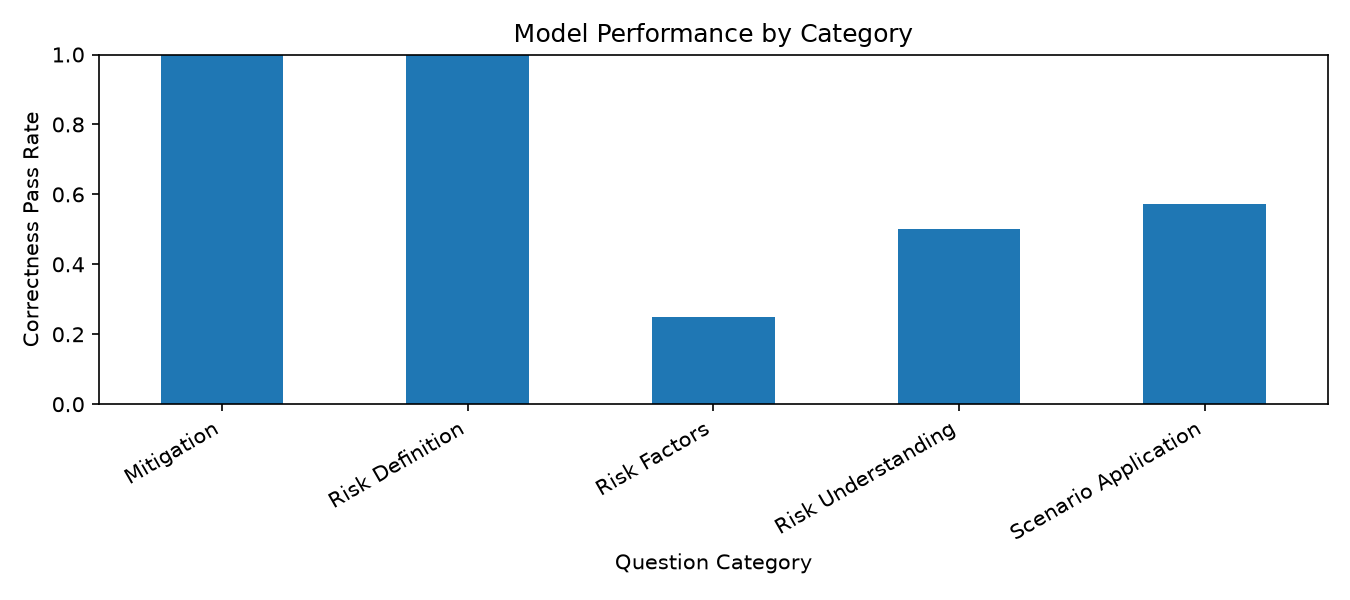 Model Performance by Category
Correctness Pass Rate
1.0
0.8
0.6
0.4
0.2
0.0
Mitigation
Risk Definition
Risk Factors
Risk Understanding
Scenario Application
Question Category